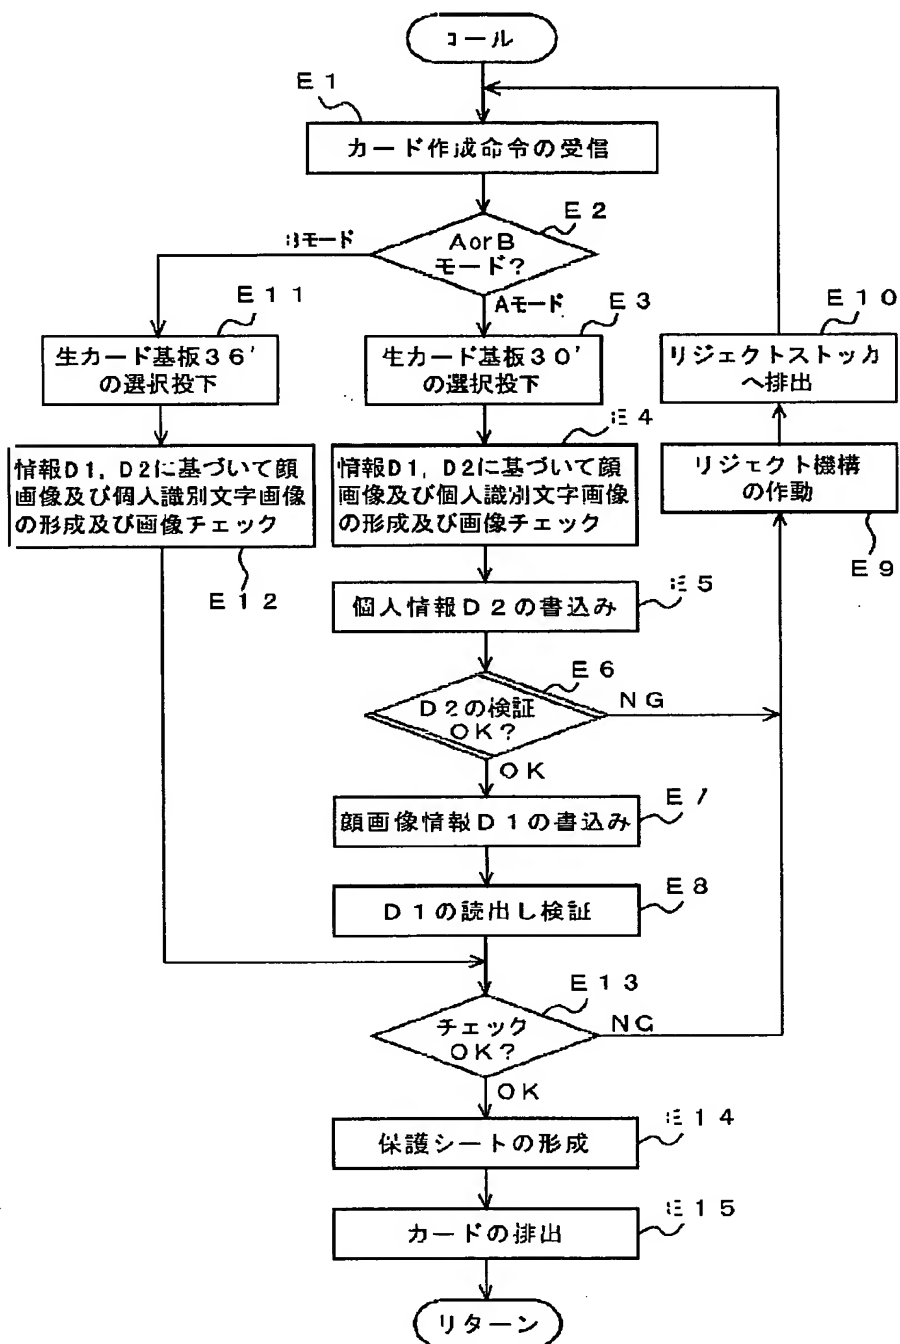 コール
E1
カード作成命令の受信
E2
AorB
モード?
Bモード
Aモード
E11
生カード基板36'
の選択投下
E3
生カード基板30'
の選択投下
E10
リジェクトストッカ
へ排出
E4
情報D1, D2に基づいて顔
画像及び個人識別文字画像
の形成及び画像チェック
E12
情報D1, D2に基づいて顔
画像及び個人識別文字画像
の形成及び画像チェック
リジェクト機構
の作動
E9
E5
個人情報D2の書込み
E6
D2の検証
OK?
NG
OK
E7
顔画像情報D1の書込み
E8
D1の読出し検証
E13
チェック
OK?
NG
OK
E14
保護シートの形成
E15
カードの排出
リターン